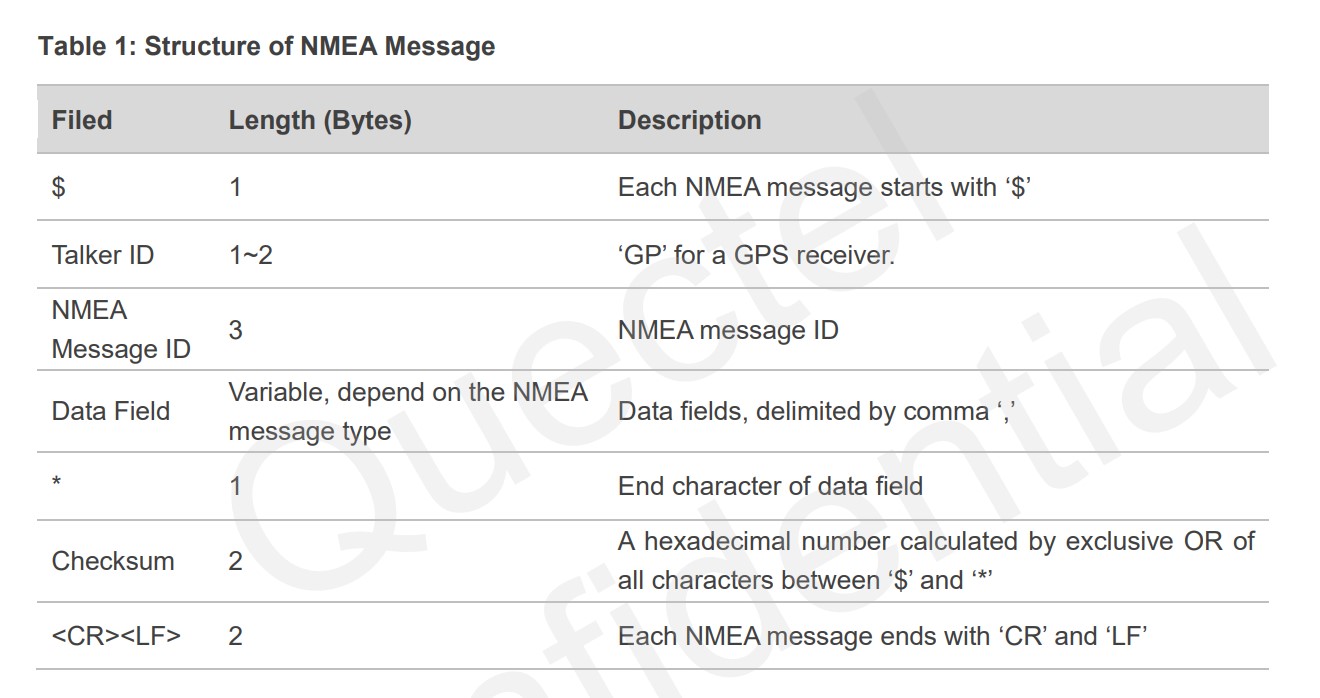 Table 1: Structure of NMEA Message
Filed Length (Bytes) Description
$ 1 Each NMEA message starts with ‘$’
Talker ID 1~2 ‘GP’ for a GPS receiver.
NMEA
Message ID 3 NMEA message ID
Data Field Variable, depend on the NMEA
message type Data fields, delimited by comma ‘,’
* 1 End character of data field
Checksum 2 A hexadecimal number calculated by exclusive OR of
all characters between ‘$’ and ‘*’
<CR><LF> 2 Each NMEA message ends with ‘CR’ and ‘LF’
Quectel
nfidential